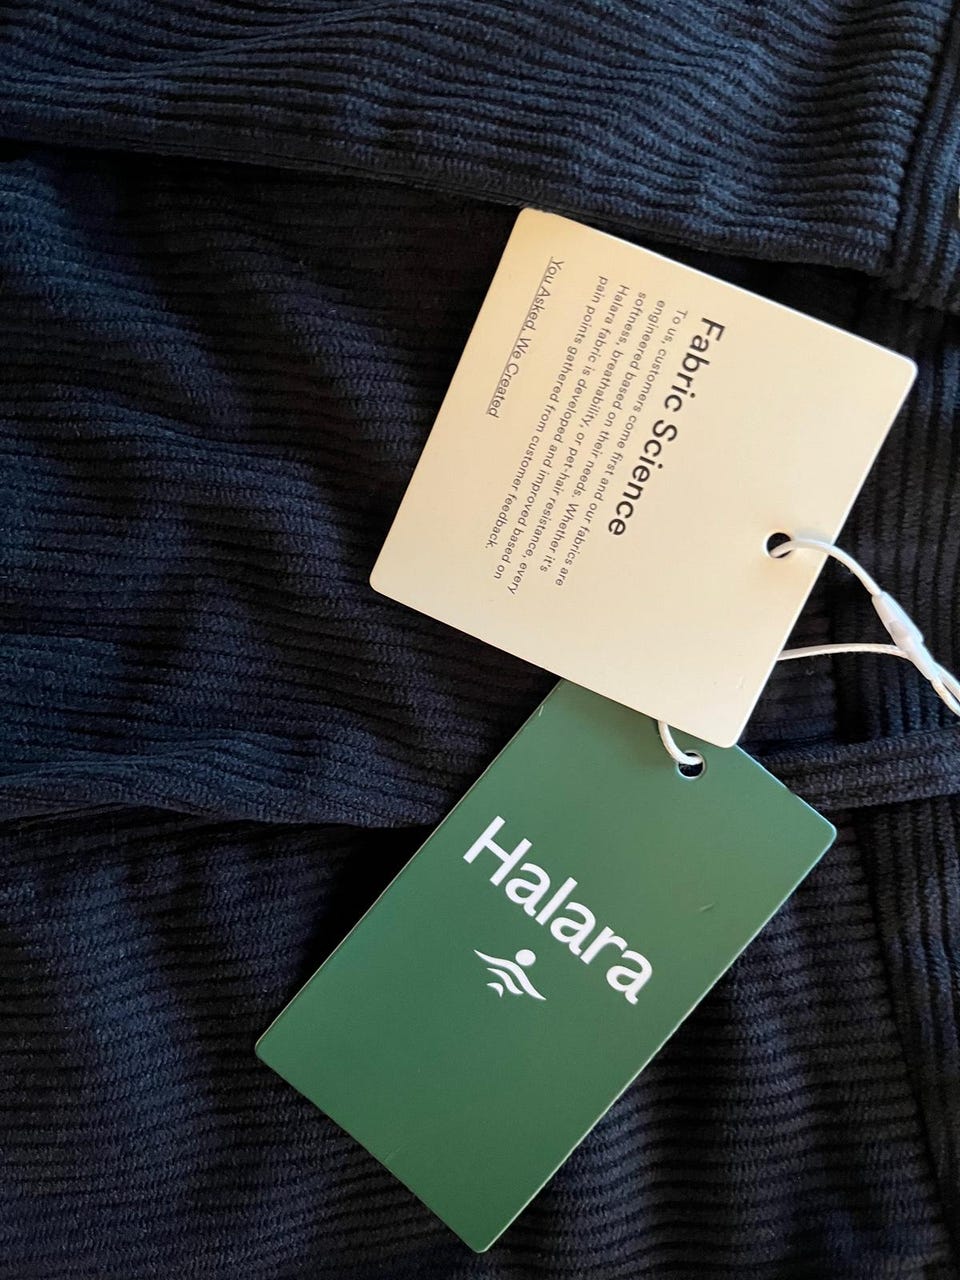 Fabric Science
To us, customers come first and our fabrics are
engineered based on their needs. Whether it's
softness, breathability, or pet-hair resistance, every
Halara fabric is developed and improved based on
pain points gathered from customer feedback.
You Asked, We Created
Halara